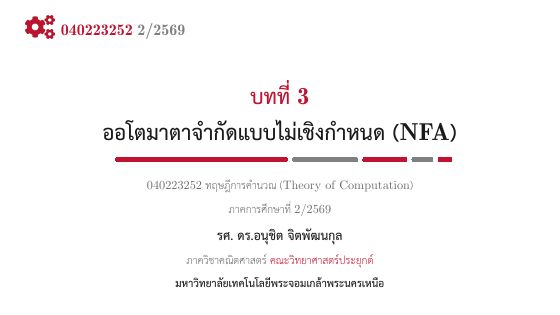 040223252 2/2569
บทที่ 3
ออโตมาตาจำกัดแบบไม่เชิงกำหนด (NFA)
040223252 ทฤษฎีการคำนวณ (Theory of Computation)
ภาคการศึกษาที่ 2/2569
รศ. ดร.อนุชิต จิตพัฒนกุล
ภาควิชาคณิตศาสตร์ คณะวิทยาศาสตร์ประยุกต์
มหาวิทยาลัยเทคโนโลยีพระจอมเกล้าพระนครเหนือ